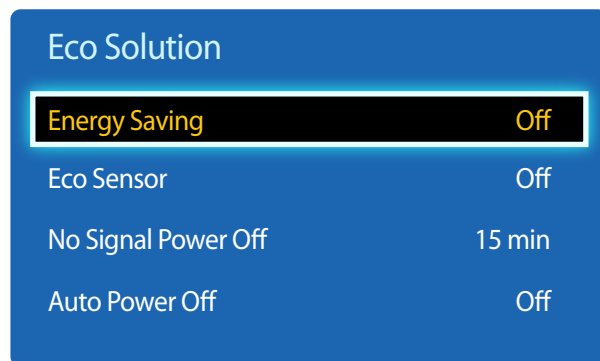 Eco Solution
Energy Saving Off
Eco Sensor Off
No Signal Power Off 15 min
Auto Power Off Off